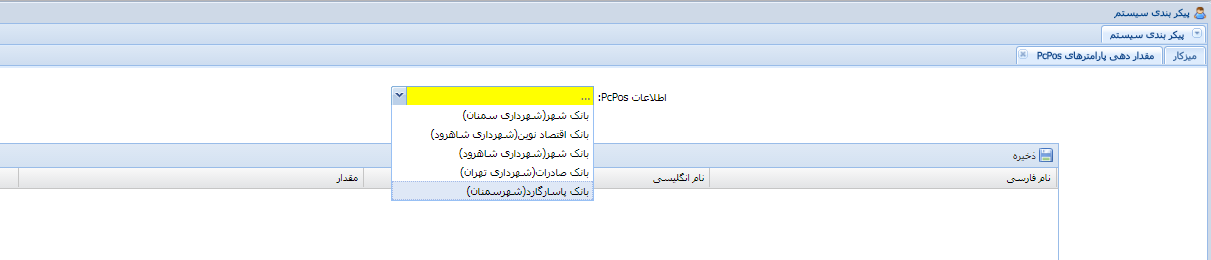 پیکر بندی سیستم
پیکر بندی سیستم
میزکار
مقدار دهی پارامترهای PcPos
اطلاعات PcPos:
...
بانک شهر(شهرداری سمنان)
بانک اقتصاد نوین(شهرداری شاهرود)
بانک شهر(شهرداری شاهرود)
بانک صادرات(شهرداری تهران)
بانک پاسارگارد(شهرسمنان)
ذخیره
نام فارسی
نام انگلیسی
مقدار